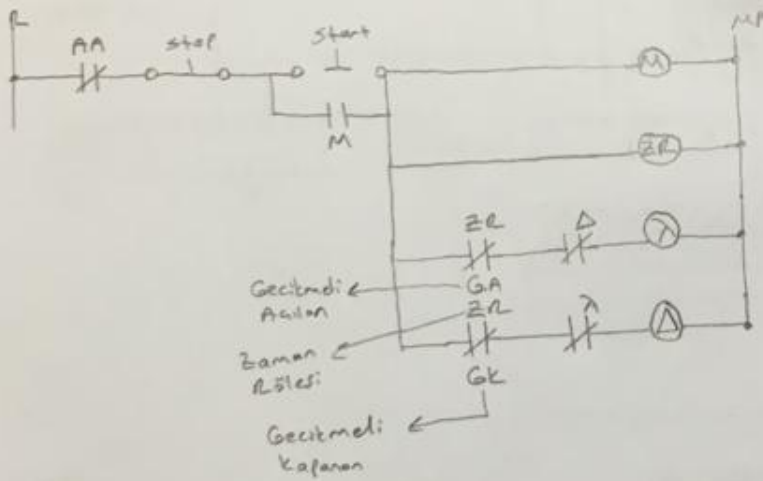 R
MP
AA
stop
start
M
M
ZR
ZR
Δ
λ
Gecikmeli
Açılan
GA
ZR
λ
Δ
Zaman
Rölesi
GK
Gecikmeli
Kapanan